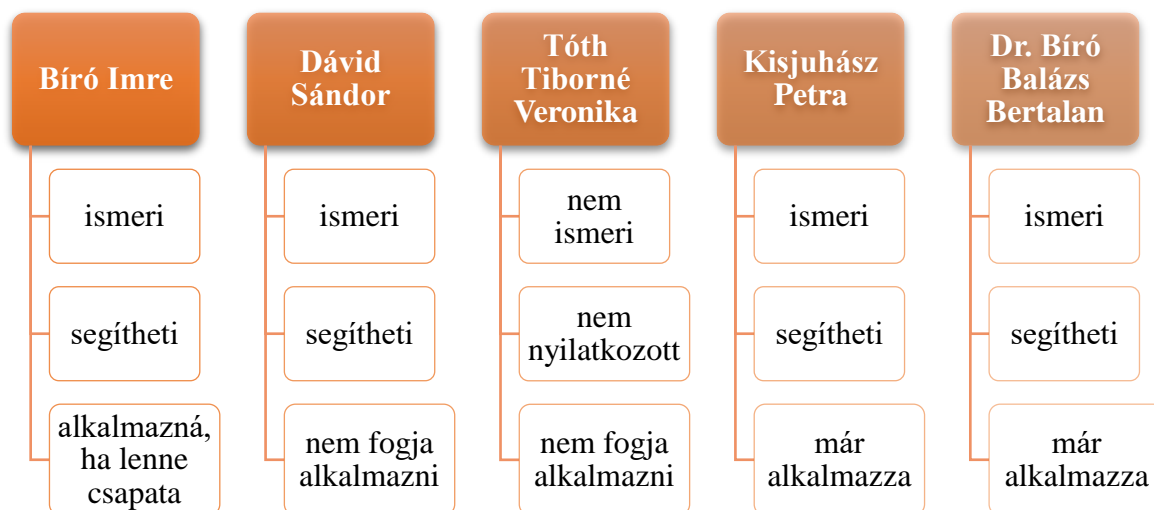 Bíró Imre
ismeri
segítheti
alkalmazná,
ha lenne
csapata
Dávid
Sándor
ismeri
segítheti
nem fogja
alkalmazni
Tóth
Tiborné
Veronika
nem
ismeri
nem
nyilatkozott
nem fogja
alkalmazni
Kisjuhász
Petra
ismeri
segítheti
már
alkalmazza
Dr. Bíró
Balázs
Bertalan
ismeri
segítheti
már
alkalmazza